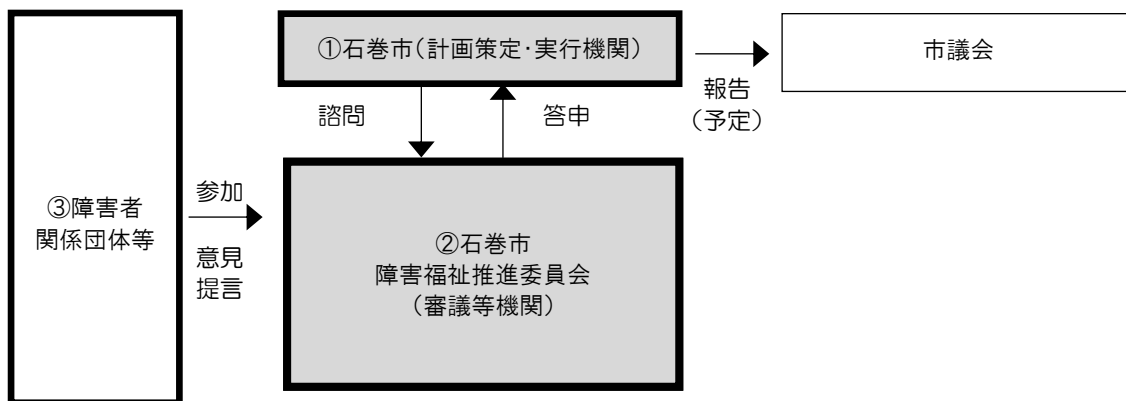 ①石巻市（計画策定・実行機関）
市議会
報告
（予定）
諮問
答申
③障害者
関係団体等
参加
意見
提言
②石巻市
障害福祉推進委員会
（審議等機関）